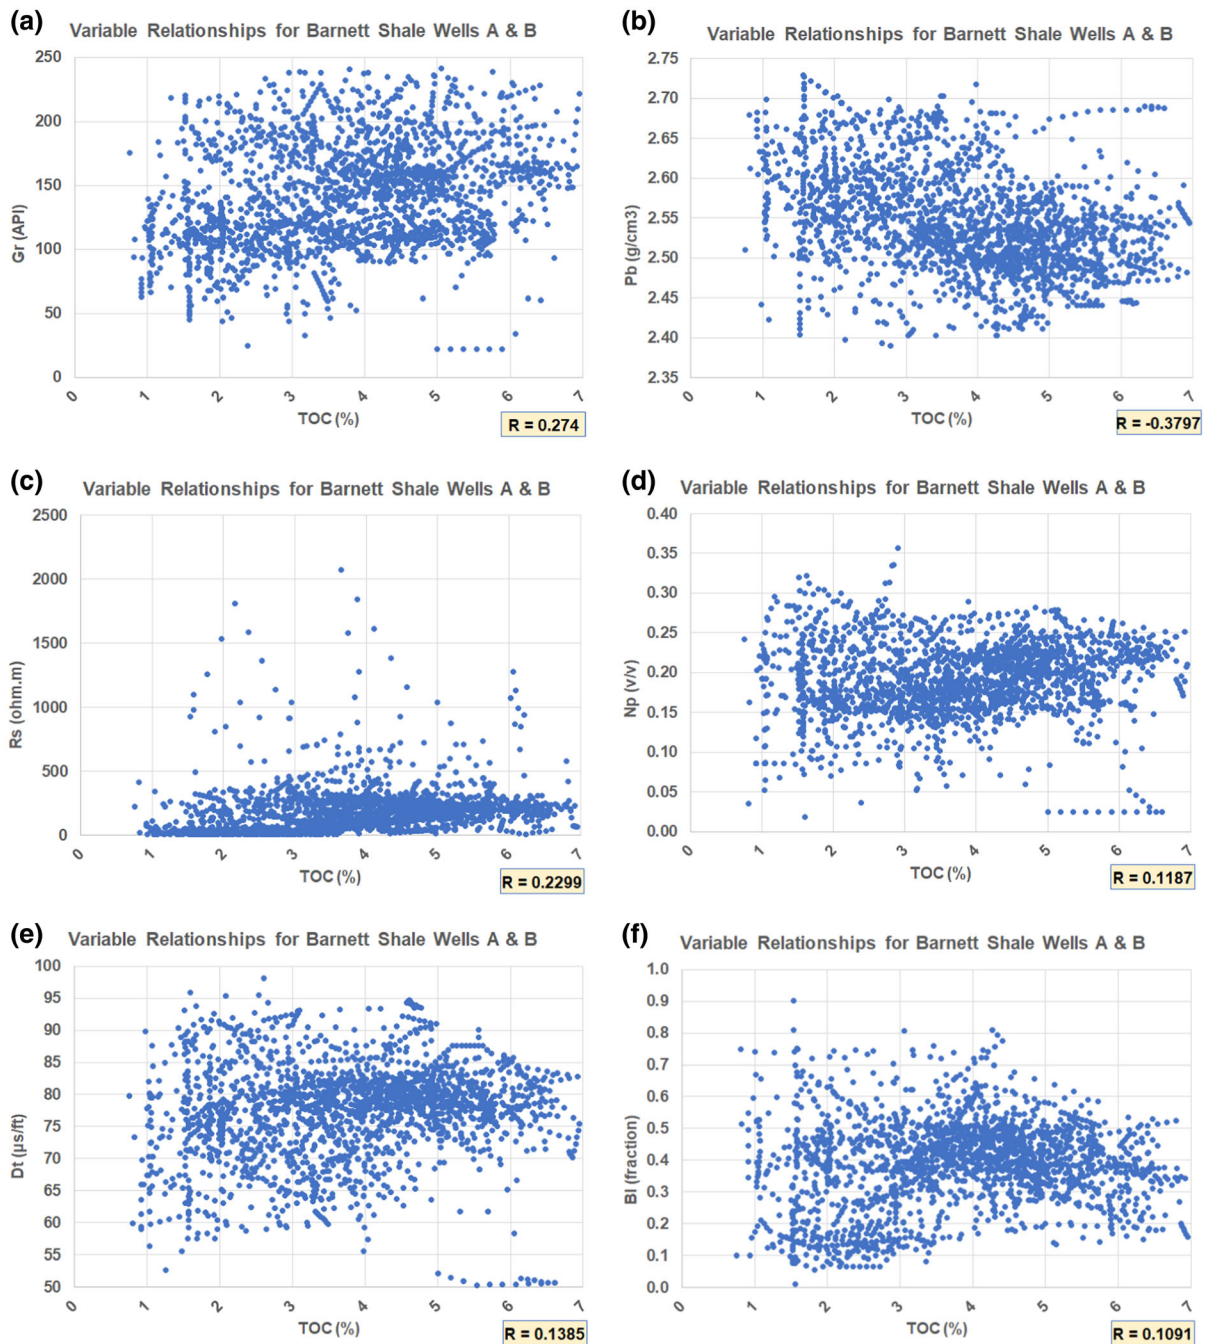 (a)
Variable Relationships for Barnett Shale Wells A & B
250
200
150
100
50
0
Gr (API)
0 1 2 3 4 5 6 7
TOC (%)
R = 0.274
(b)
Variable Relationships for Barnett Shale Wells A & B
2.75
2.70
2.65
2.60
2.55
2.50
2.45
2.40
2.35
Pb (g/cm3)
0 1 2 3 4 5 6 7
TOC (%)
R = -0.3797
(c)
Variable Relationships for Barnett Shale Wells A & B
2500
2000
1500
1000
500
0
Rs (ohm.m)
0 1 2 3 4 5 6 7
TOC (%)
R = 0.2299
(d)
Variable Relationships for Barnett Shale Wells A & B
0.40
0.35
0.30
0.25
0.20
0.15
0.10
0.05
0.00
Np (v/v)
0 1 2 3 4 5 6 7
TOC (%)
R = 0.1187
(e)
Variable Relationships for Barnett Shale Wells A & B
100
95
90
85
80
75
70
65
60
55
50
Dt (µs/ft)
0 1 2 3 4 5 6 7
TOC (%)
R = 0.1385
(f)
Variable Relationships for Barnett Shale Wells A & B
1.0
0.9
0.8
0.7
0.6
0.5
0.4
0.3
0.2
0.1
0.0
BI (fraction)
0 1 2 3 4 5 6 7
TOC (%)
R = 0.1091